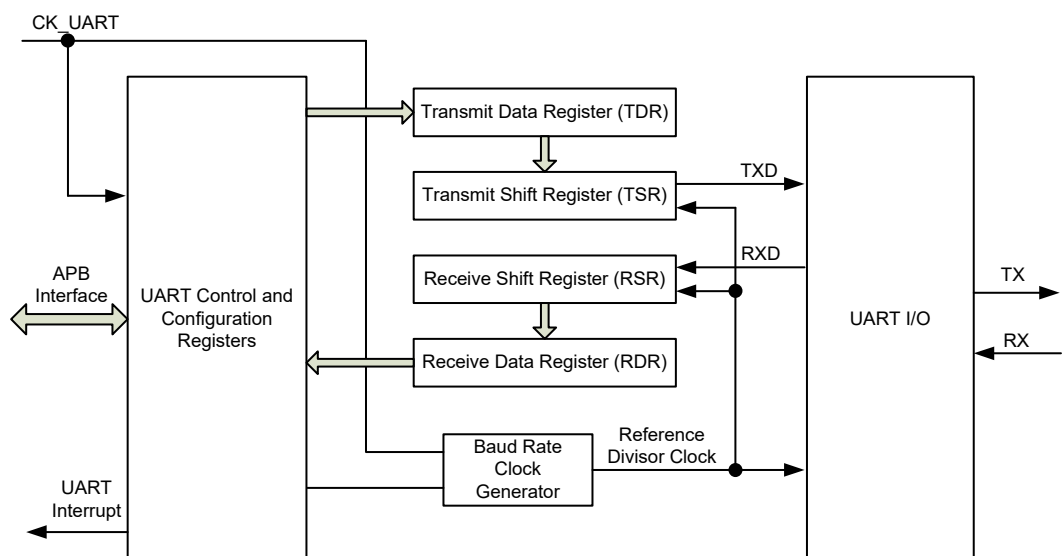 CK_UART
Transmit Data Register (TDR)
Transmit Shift Register (TSR)
TXD
RXD
Receive Shift Register (RSR)
Receive Data Register (RDR)
APB
Interface
UART Control and
Configuration
Registers
UART I/O
TX
RX
Baud Rate
Clock
Generator
Reference
Divisor Clock
UART
Interrupt